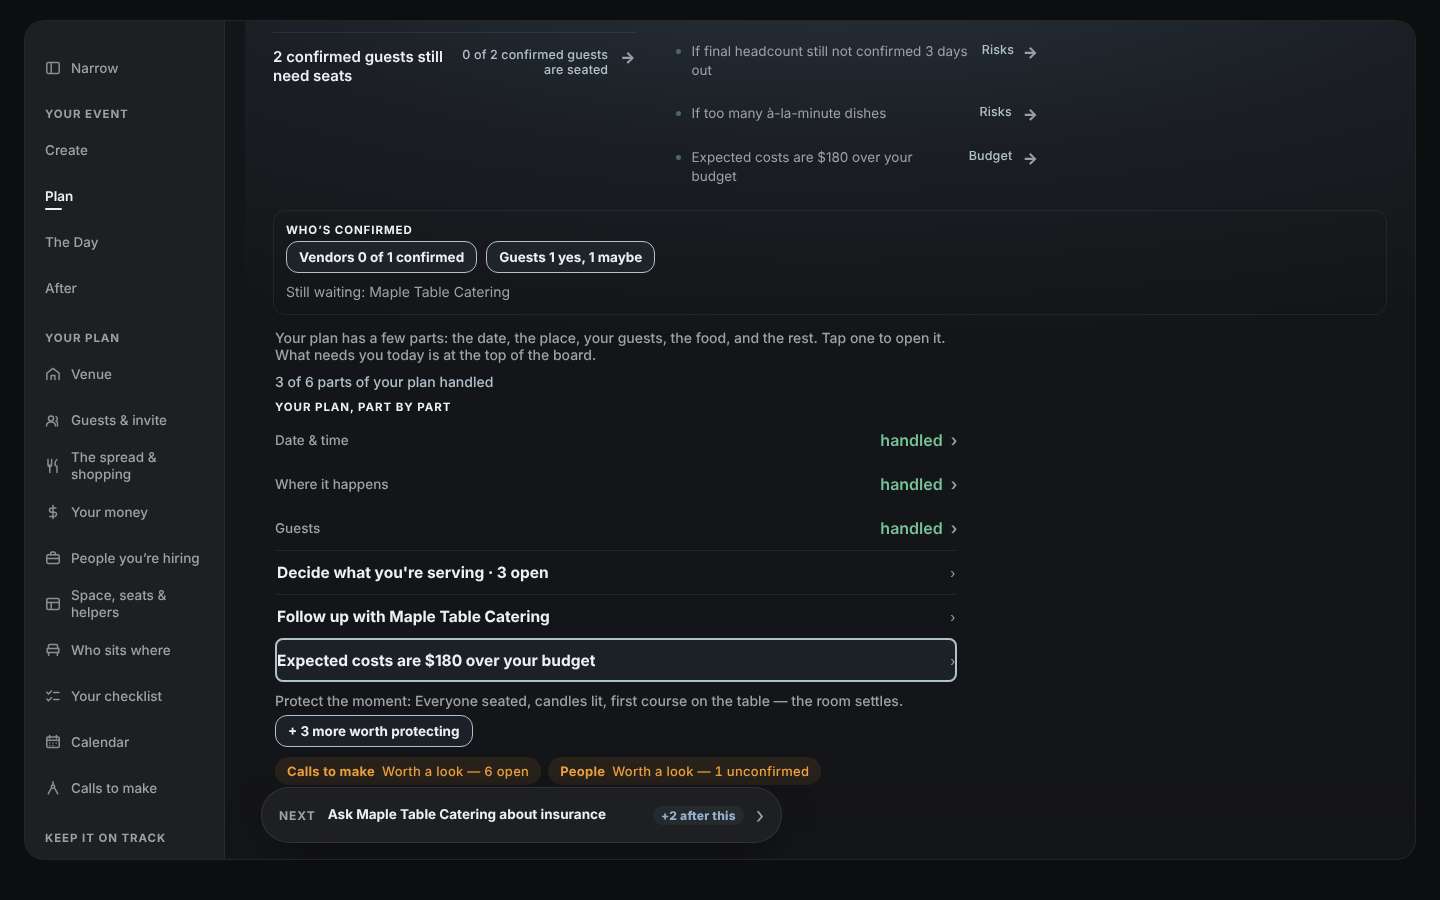 Narrow
YOUR EVENT
Create
Plan
The Day
After
YOUR PLAN
Venue
Guests & invite
The spread &
shopping
Your money
People you’re hiring
Space, seats &
helpers
Who sits where
Your checklist
Calendar
Calls to make
KEEP IT ON TRACK
2 confirmed guests still
need seats
0 of 2 confirmed guests
are seated
If final headcount still not confirmed 3 days
out
Risks
If too many à-la-minute dishes
Risks
Expected costs are $180 over your
budget
Budget
WHO’S CONFIRMED
Vendors 0 of 1 confirmed
Guests 1 yes, 1 maybe
Still waiting: Maple Table Catering
Your plan has a few parts: the date, the place, your guests, the food, and the rest. Tap one to open it.
What needs you today is at the top of the board.
3 of 6 parts of your plan handled
YOUR PLAN, PART BY PART
Date & time handled
Where it happens handled
Guests handled
Decide what you're serving · 3 open
Follow up with Maple Table Catering
Expected costs are $180 over your budget
Protect the moment: Everyone seated, candles lit, first course on the table — the room settles.
+ 3 more worth protecting
Calls to make Worth a look — 6 open
People Worth a look — 1 unconfirmed
NEXT Ask Maple Table Catering about insurance +2 after this